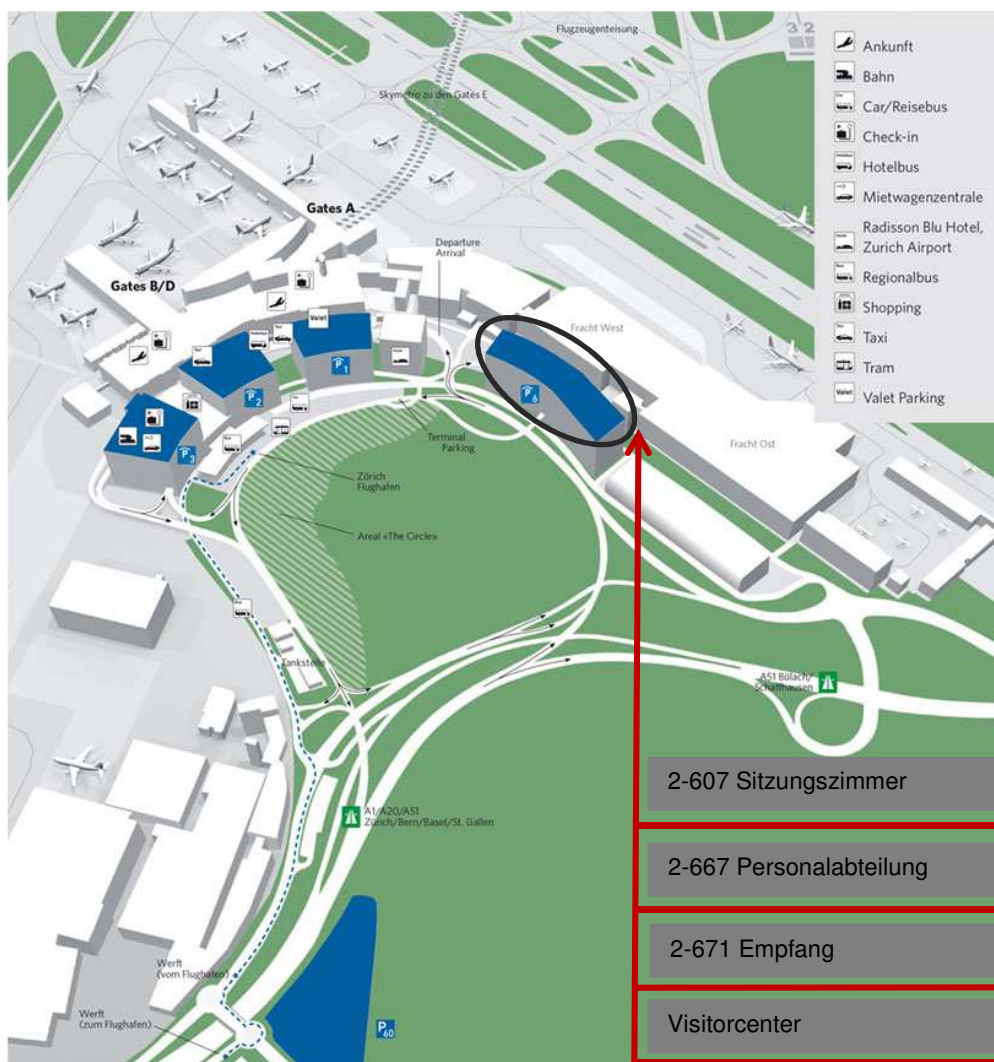 Flugzeugenteisung
32
Skymetro zu den Gates E
Ankunft
Bahn
Car/Reisebus
Check-in
Hotelbus
Mietwagenzentrale
Radisson Blu Hotel,
Zurich Airport
Regionalbus
Shopping
Taxi
Tram
Valet
Valet Parking
Gates A
Departure
Arrival
Gates B/D
Valet
Fracht West
P1
P6
P2
Terminal
Parking
Fracht Ost
P3
Zürich
Flughafen
Areal «The Circle»
Tankstelle
A51 Bülach/
Schaffhausen
A1/A20/A51
Zürich/Bern/Basel/St. Gallen
2-607 Sitzungszimmer
2-667 Personalabteilung
2-671 Empfang
Visitorcenter
Werft
(vom Flughafen)
Werft
(zum Flughafen)
P60